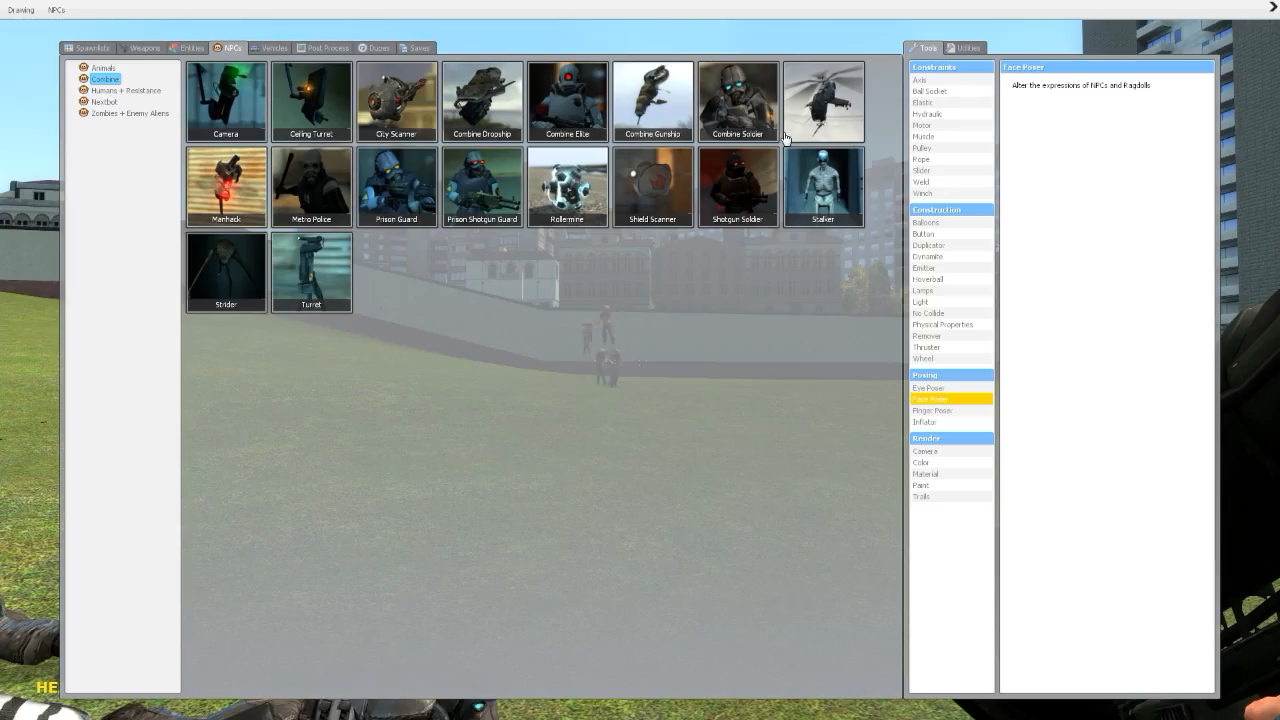 Drawing NPCs
Spawnlists Weapons Entities NPCs Vehicles Post Process Dupes Saves
Animals
Combine
Humans + Resistance
Nextbot
Zombies + Enemy Aliens
Camera Ceiling Turret City Scanner Combine Dropship Combine Elite Combine Gunship Combine Soldier
Manhack Metro Police Prison Guard Prison Shotgun Guard Rollermine Shield Scanner Shotgun Soldier Stalker
Strider Turret
HE
Tools Utilities
Constraints
Axis
Ball Socket
Elastic
Hydraulic
Motor
Muscle
Pulley
Rope
Slider
Weld
Winch
Construction
Balloons
Button
Duplicator
Dynamite
Emitter
Hoverball
Lamps
Light
No Collide
Physical Properties
Remover
Thruster
Wheel
Posing
Eye Poser
Face Poser
Finger Poser
Inflator
Render
Camera
Color
Material
Paint
Trails
Face Poser
Alter the expressions of NPCs and Ragdolls